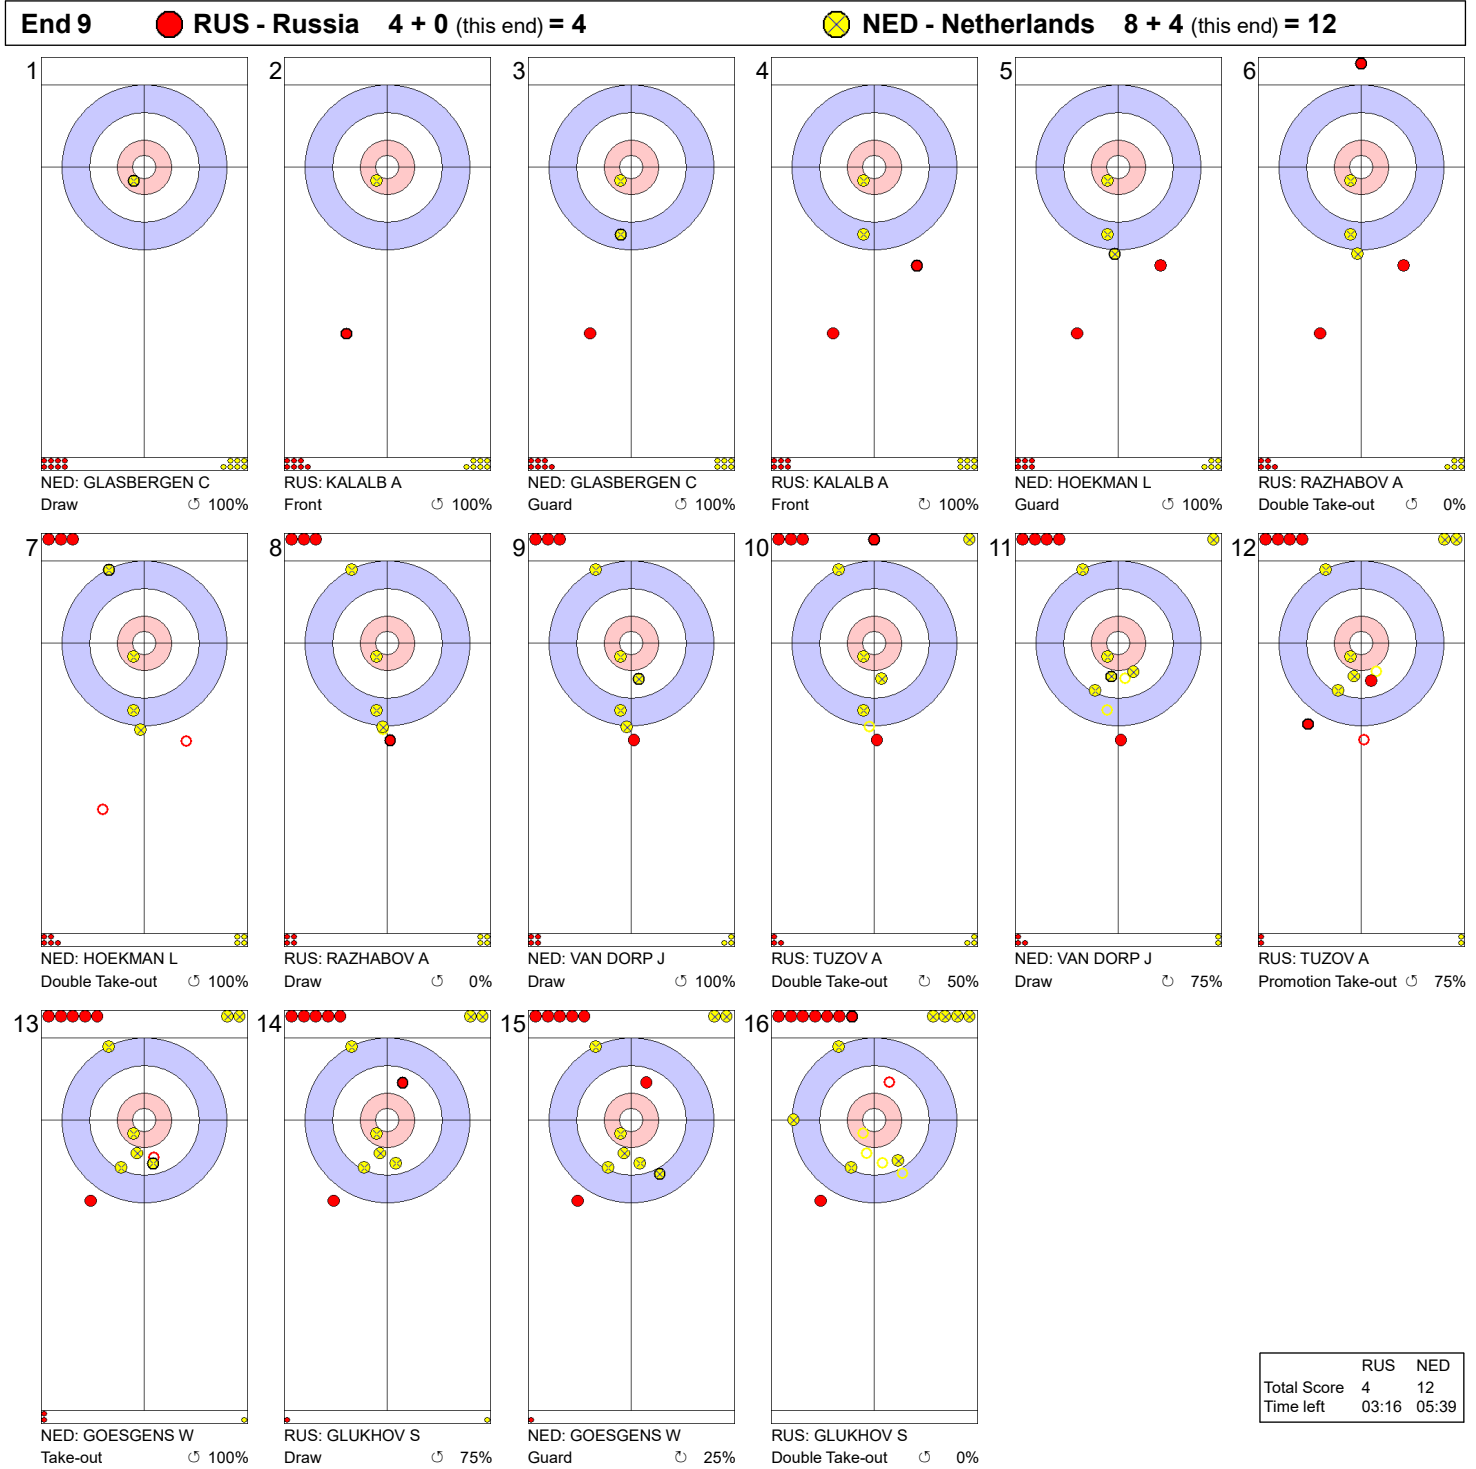 End 9 RUS - Russia 4 + 0 (this end) = 4 NED - Netherlands 8 + 4 (this end) = 12
1 2 3 4 5 6
NED: GLASBERGEN C RUS: KALALB A NED: GLASBERGEN C RUS: KALALB A NED: HOEKMAN L RUS: RAZHABOV A
Draw ↺ 100% Front ↺ 100% Guard ↺ 100% Front ↻ 100% Guard ↺ 100% Double Take-out ↺ 0%
7 8 9 10 11 12
NED: HOEKMAN L RUS: RAZHABOV A NED: VAN DORP J RUS: TUZOV A NED: VAN DORP J RUS: TUZOV A
Double Take-out ↺ 100% Draw ↺ 0% Draw ↺ 100% Double Take-out ↻ 50% Draw ↻ 75% Promotion Take-out ↺ 75%
13 14 15 16
RUS NED
Total Score 4 12
Time left 03:16 05:39
NED: GOESGENS W RUS: GLUKHOV S NED: GOESGENS W RUS: GLUKHOV S
Take-out ↺ 100% Draw ↺ 75% Guard ↻ 25% Double Take-out ↺ 0%